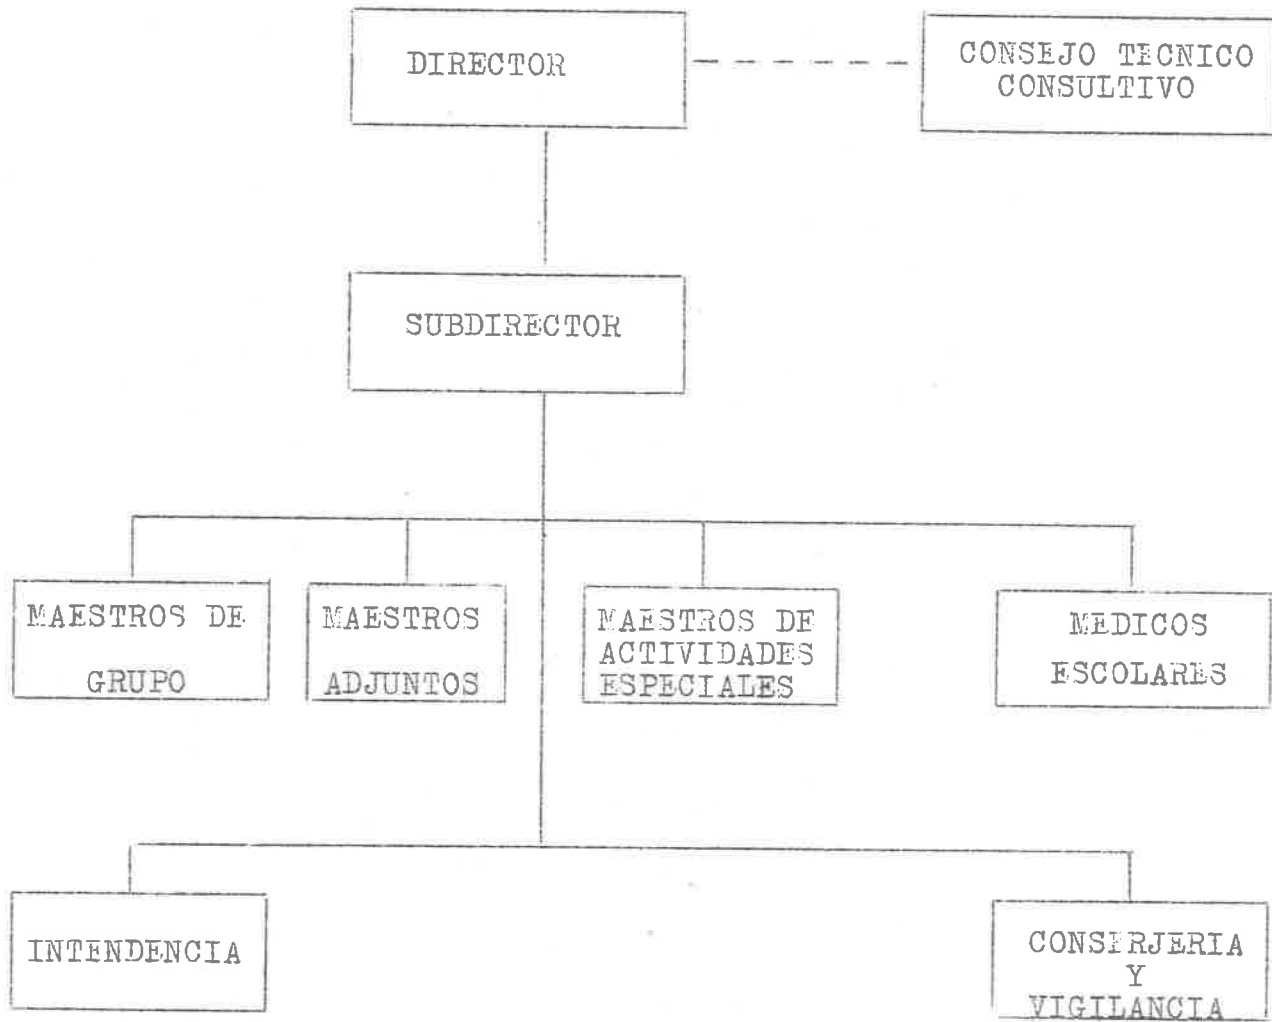 DIRECTOR
CONSEJO TECNICO
CONSULTIVO
SUBDIRECTOR
MAESTROS DE
GRUPO
MAESTROS
ADJUNTOS
MAESTROS DE
ACTIVIDADES
ESPECIALES
MEDICOS
ESCOLARES
INTENDENCIA
CONSERJERIA
Y
VIGILANCIA